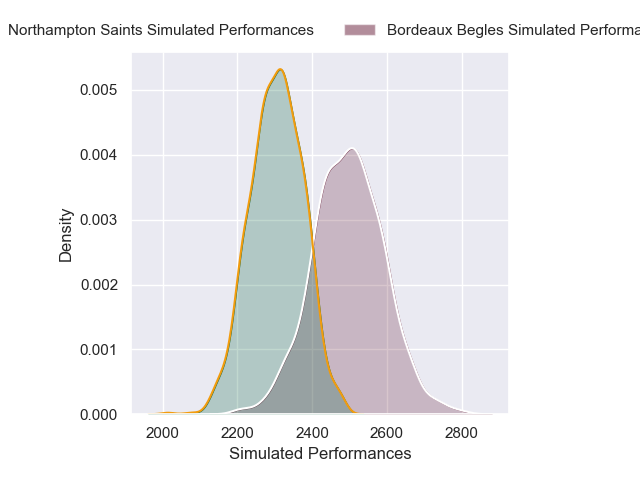 Northampton Saints Simulated Performances
Bordeaux Begles Simulated Performa
0.005
0.004
0.003
0.002
0.001
0.000
Density
2000 2200 2400 2600 2800
Simulated Performances